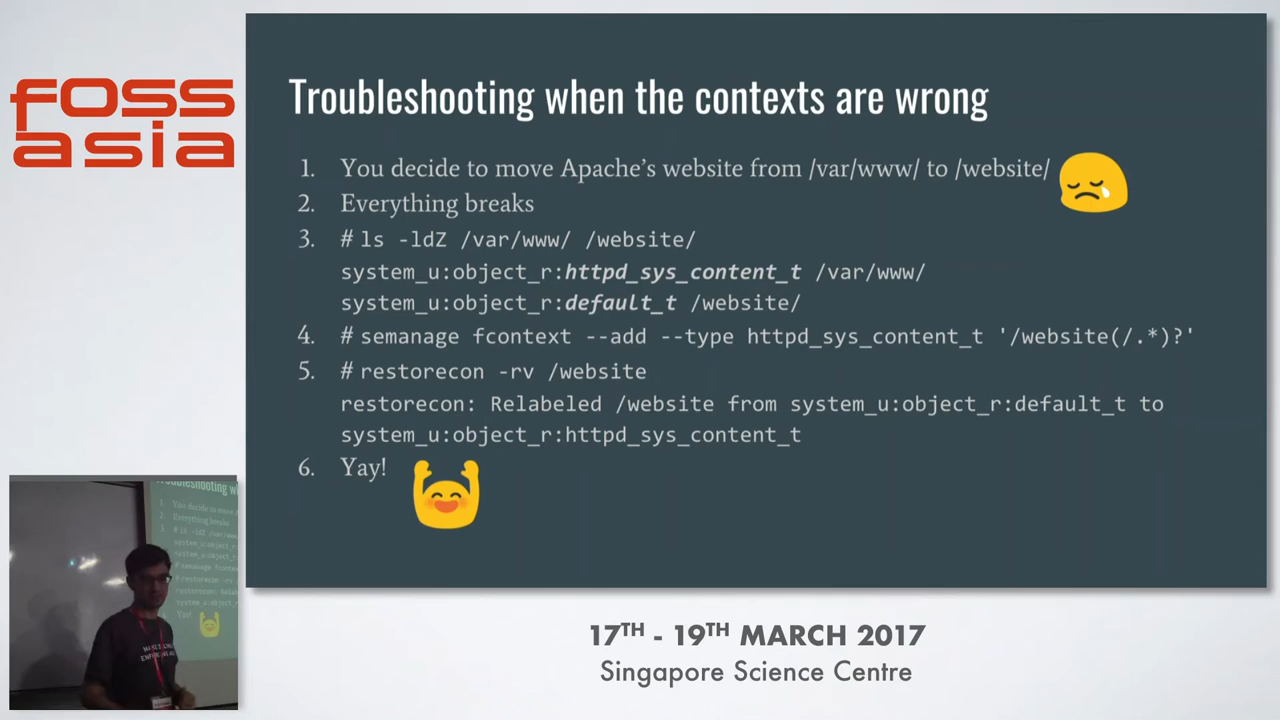 foss
asia
Troubleshooting when the contexts are wrong
1. You decide to move Apache's website from /var/www/ to /website/
2. Everything breaks
3. # ls -ldZ /var/www/ /website/
system_u:object_r:httpd_sys_content_t /var/www/
system_u:object_r:default_t /website/
4. # semanage fcontext --add --type httpd_sys_content_t '/website(/.*)?'
5. # restorecon -rv /website
restorecon: Relabeled /website from system_u:object_r:default_t to
system_u:object_r:httpd_sys_content_t
6. Yay!
17TH - 19TH MARCH 2017
Singapore Science Centre